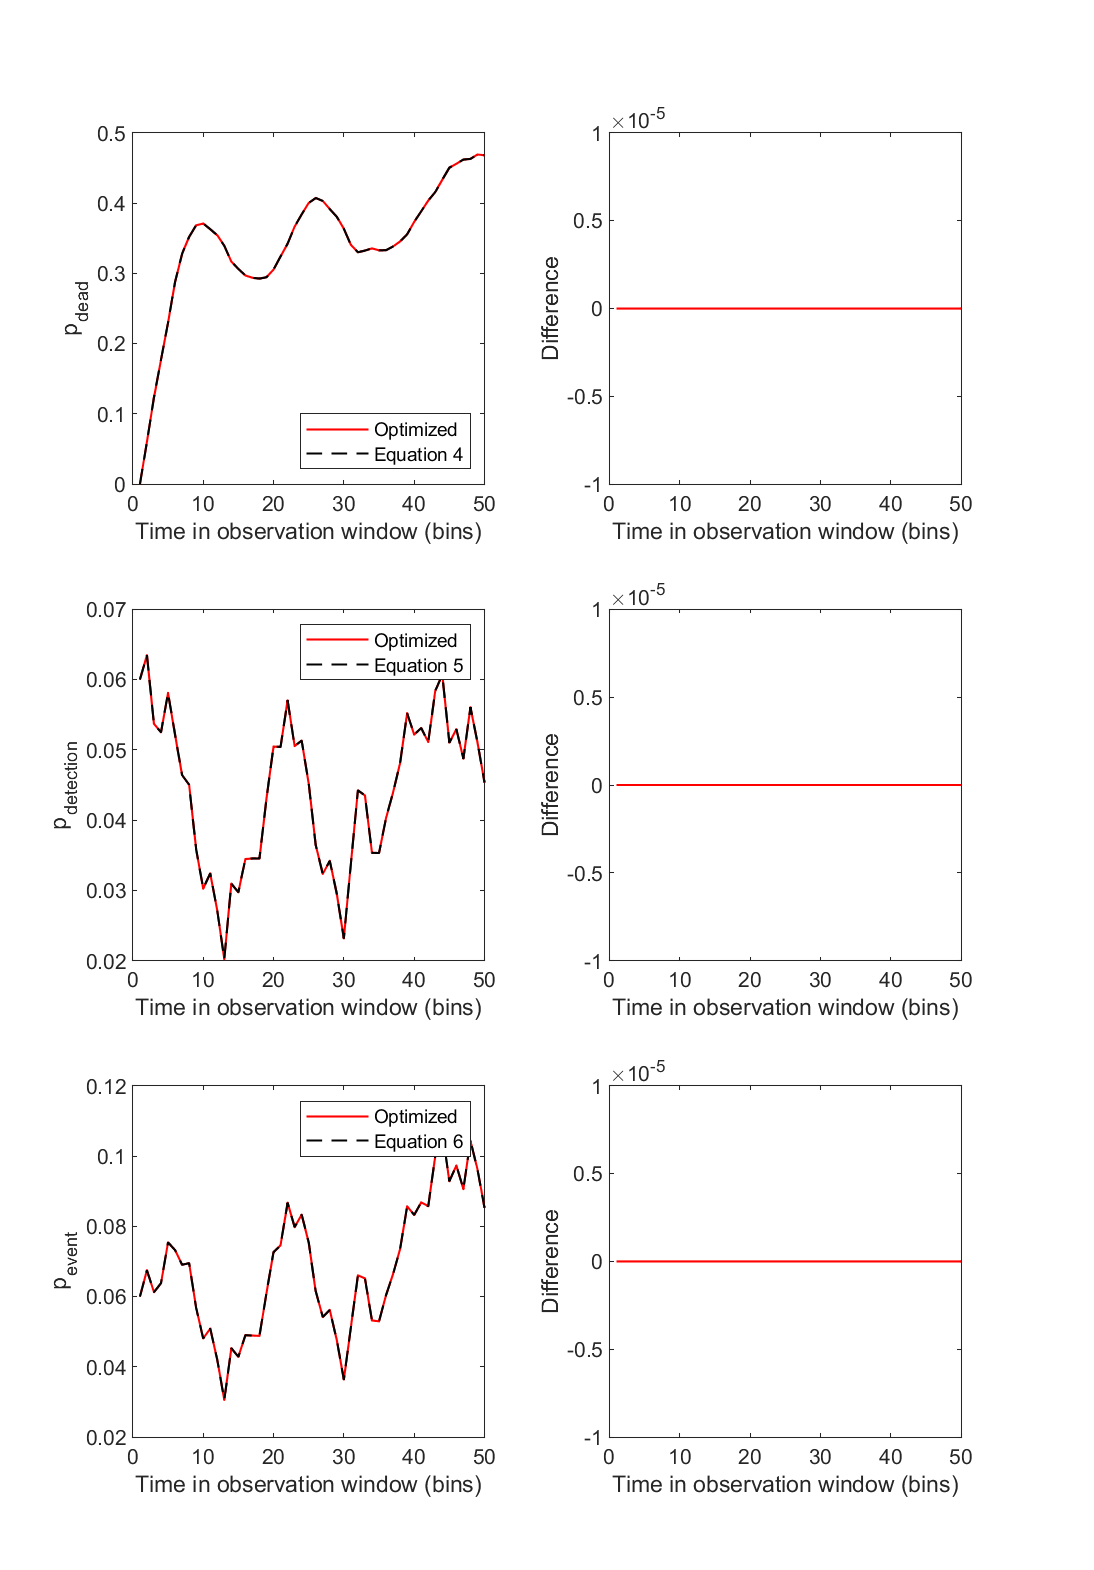 0.5
0.4
0.3
0.2
0.1
0
p_dead
Optimized
Equation 4
0 10 20 30 40 50
Time in observation window (bins)
×10^-5
1
0.5
0
-0.5
-1
Difference
0 10 20 30 40 50
Time in observation window (bins)
0.07
0.06
0.05
0.04
0.03
0.02
p_detection
Optimized
Equation 5
0 10 20 30 40 50
Time in observation window (bins)
×10^-5
1
0.5
0
-0.5
-1
Difference
0 10 20 30 40 50
Time in observation window (bins)
0.12
0.1
0.08
0.06
0.04
0.02
p_event
Optimized
Equation 6
0 10 20 30 40 50
Time in observation window (bins)
×10^-5
1
0.5
0
-0.5
-1
Difference
0 10 20 30 40 50
Time in observation window (bins)